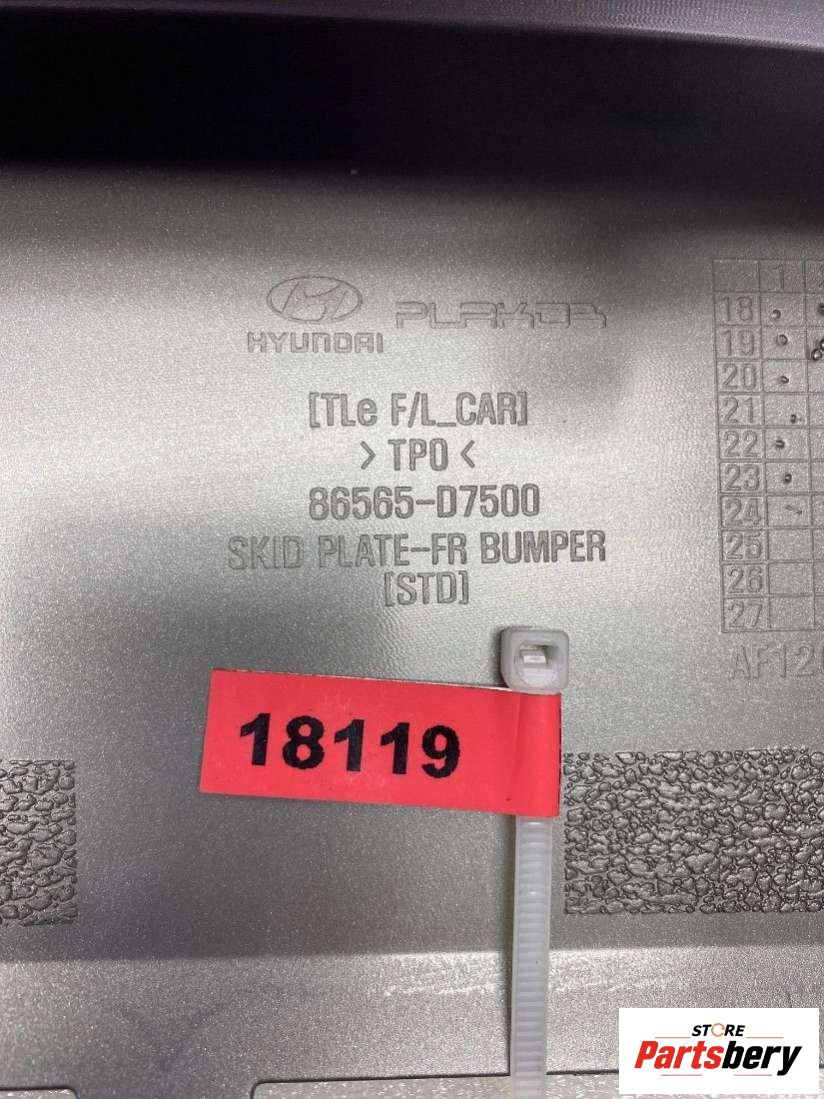 HYUNDAI PLAKOR
[TLe F/L_CAR]
> TPO <
86565-D7500
SKID PLATE-FR BUMPER
[STD]
1
18
19
20
21
22
23
24
25
26
27
18119
STORE
Partsbery